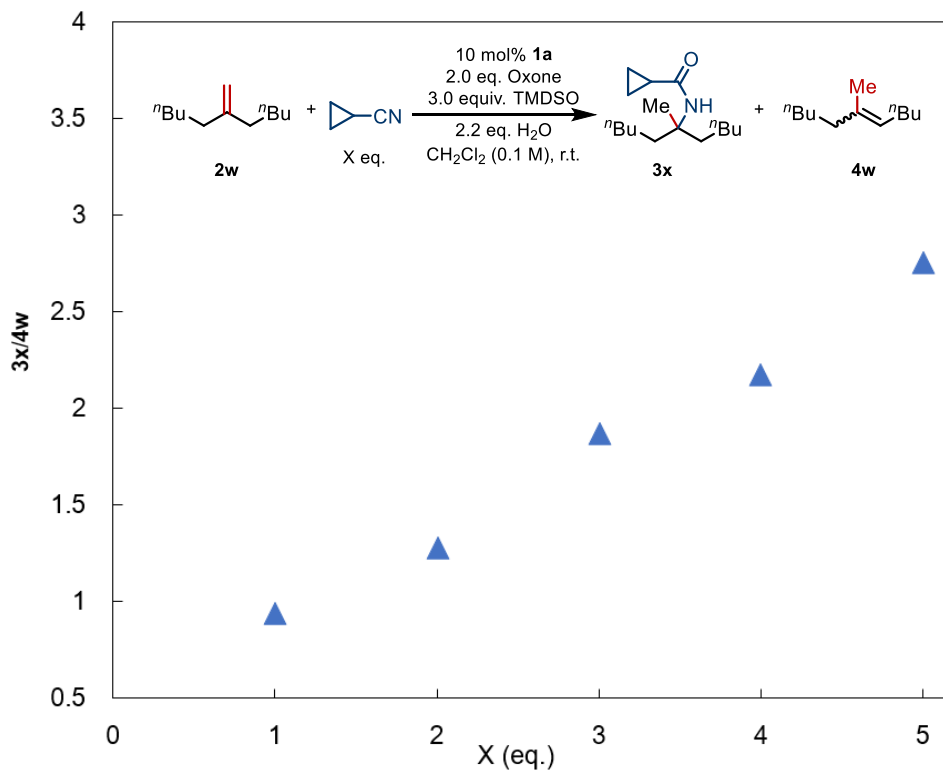 4
3.5
3
2.5
2
1.5
1
0.5
0
1
2
3
4
5
3x/4w
X (eq.)
nBu
nBu
2w
+
CN
X eq.
10 mol% 1a
2.0 eq. Oxone
3.0 equiv. TMDSO
2.2 eq. H2O
CH2Cl2 (0.1 M), r.t.
O
NH
Me
nBu
nBu
3x
+
Me
nBu
nBu
4w